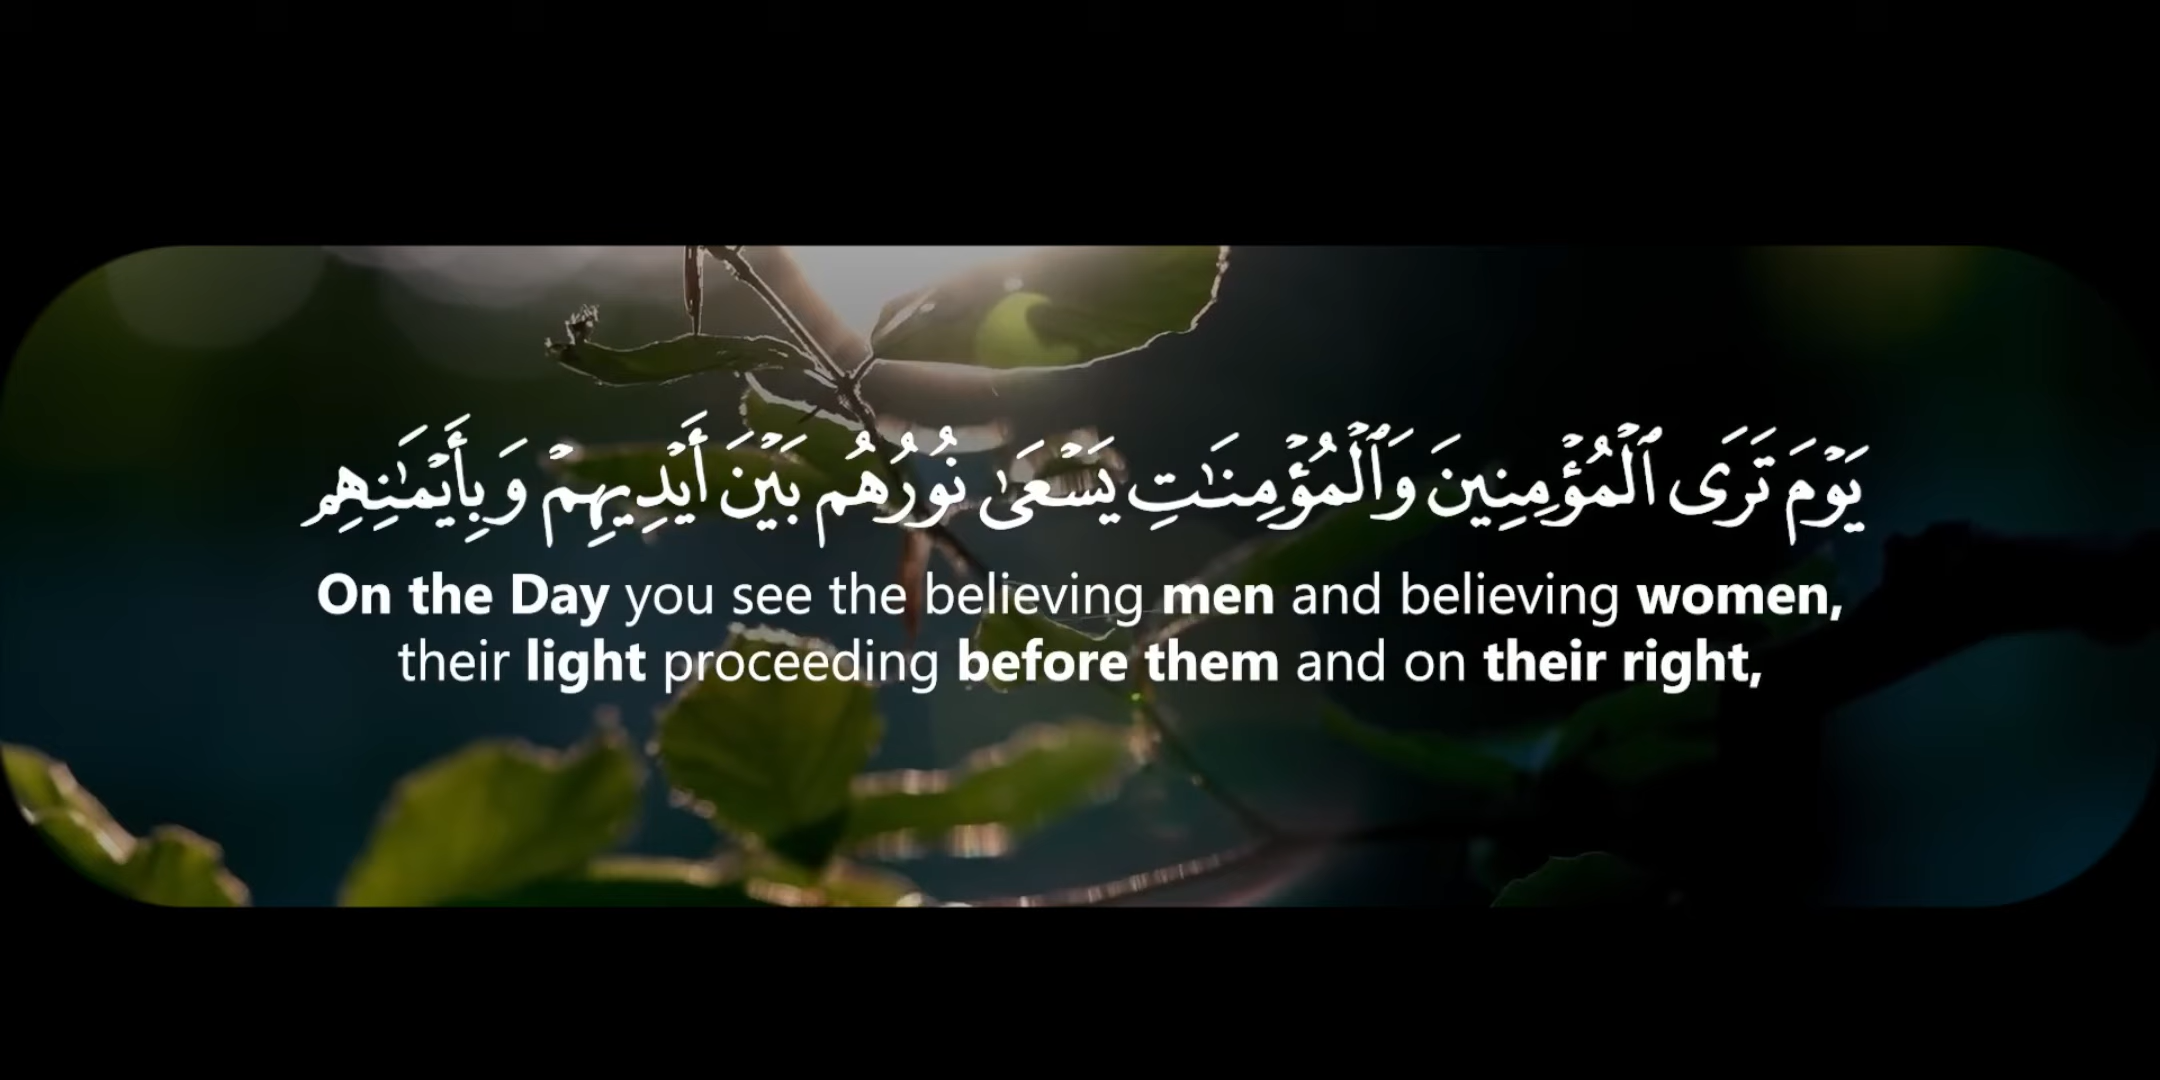 يَوْمَ تَرَى ٱلْمُؤْمِنِينَ وَٱلْمُؤْمِنَٰتِ يَسْعَىٰ نُورُهُم بَيْنَ أَيْدِيهِمْ وَبِأَيْمَٰنِهِم
On the Day you see the believing men and believing women,
their light proceeding before them and on their right,